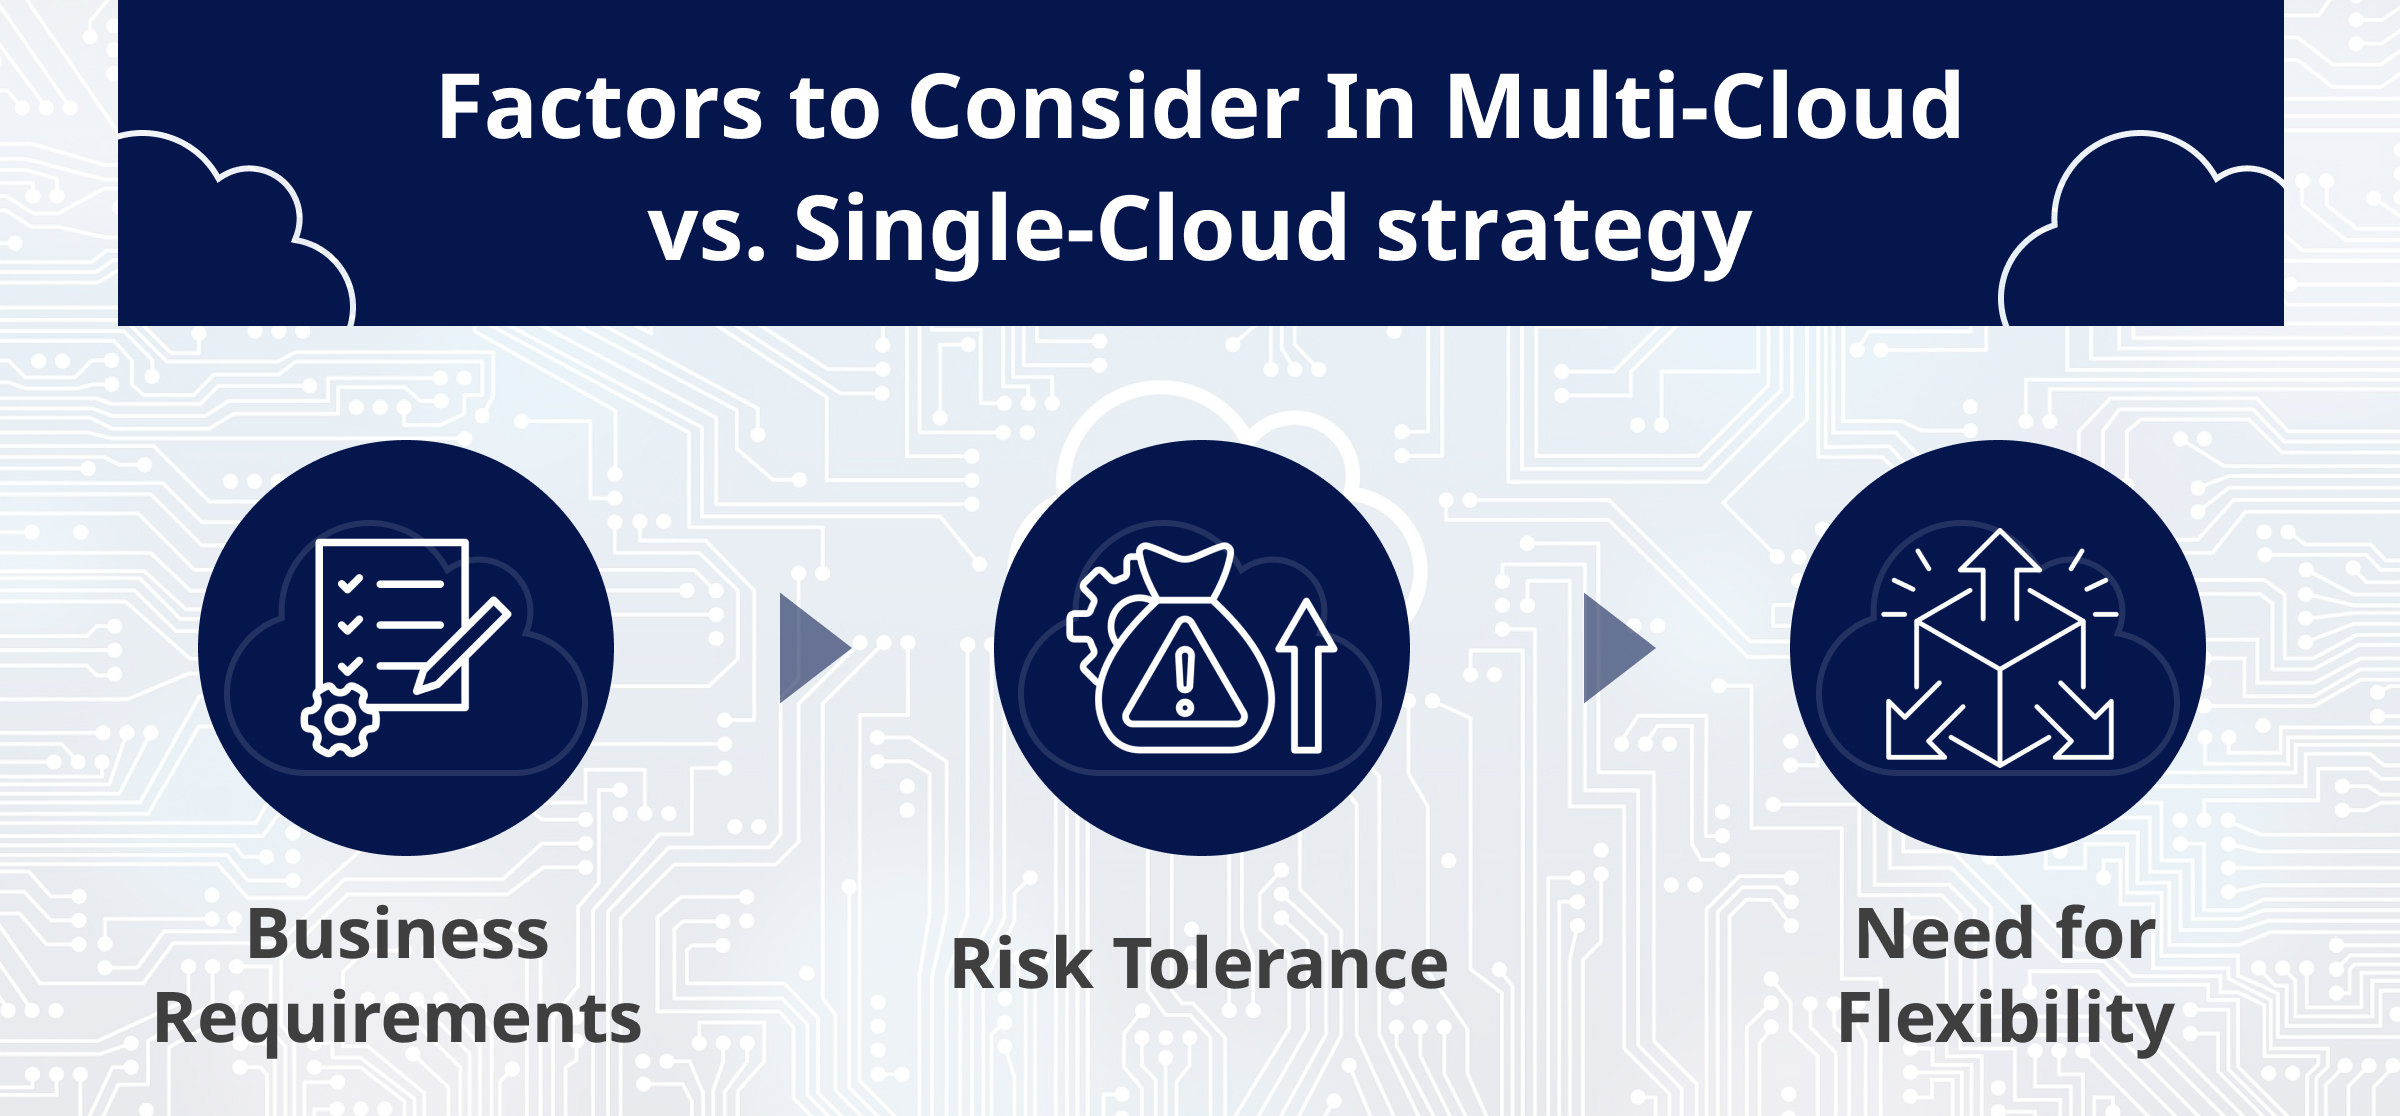 Factors to Consider In Multi-Cloud
vs. Single-Cloud strategy
Business
Requirements
Risk Tolerance
Need for
Flexibility